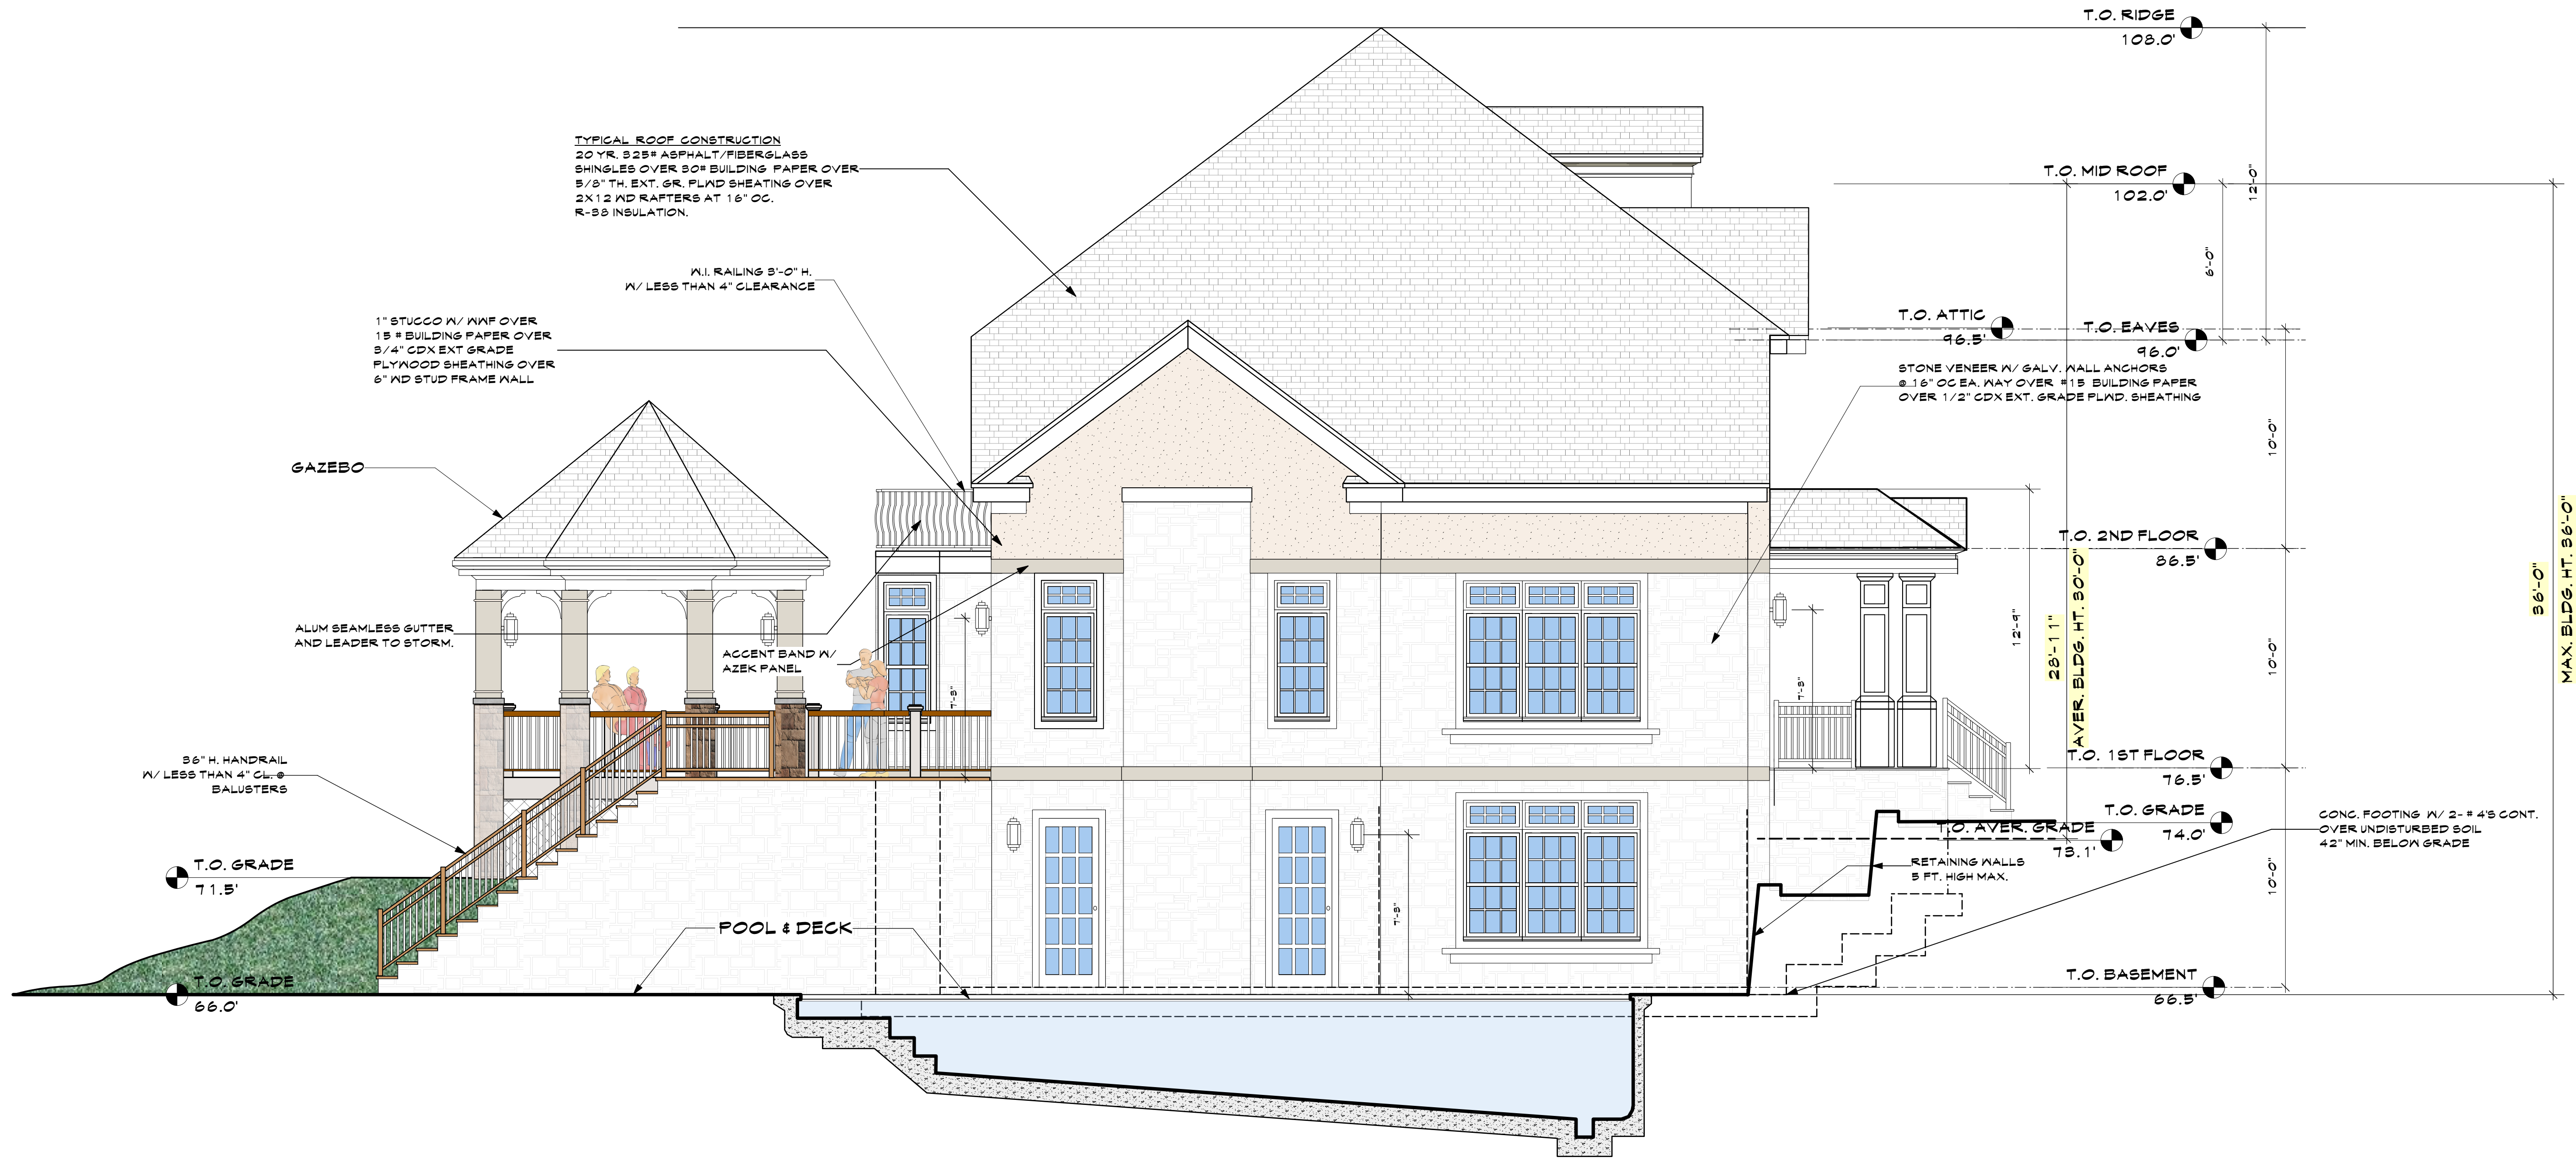 T.O. RIDGE
108.0'
TYPICAL ROOF CONSTRUCTION
20 YR. 325# ASPHALT/FIBERGLASS
SHINGLES OVER 30# BUILDING PAPER OVER
5/8" TH. EXT. GR. PLWD SHEATING OVER
2X12 WD RAFTERS AT 16" OC.
R-38 INSULATION.
T.O. MID ROOF
102.0'
12'-0"
6'-0"
W.I. RAILING 3'-0" H.
W/ LESS THAN 4" CLEARANCE
1" STUCCO W/ WWF OVER
15 # BUILDING PAPER OVER
3/4" CDX EXT GRADE
PLYWOOD SHEATHING OVER
6" WD STUD FRAME WALL
T.O. ATTIC
96.5'
T.O. EAVES
96.0'
STONE VENEER W/ GALV. WALL ANCHORS
@ 16" OC EA. WAY OVER #15 BUILDING PAPER
OVER 1/2" CDX EXT. GRADE PLWD. SHEATHING
10'-0"
GAZEBO
T.O. 2ND FLOOR
86.5'
36'-0"
MAX. BLDG. HT. 36'-0"
ALUM SEAMLESS GUTTER
AND LEADER TO STORM.
ACCENT BAND W/
AZEK PANEL
7'-3"
12'-9"
7'-3"
28'-11"
AVER. BLDG. HT. 30'-0"
10'-0"
36" H. HANDRAIL
W/ LESS THAN 4" CL. @
BALUSTERS
T.O. 1ST FLOOR
76.5'
T.O. GRADE
74.0'
T.O. AVER. GRADE
73.1'
CONC. FOOTING W/ 2- # 4'S CONT.
OVER UNDISTURBED SOIL
42" MIN. BELOW GRADE
RETAINING WALLS
5 FT. HIGH MAX.
10'-0"
T.O. GRADE
71.5'
7'-3"
POOL & DECK
T.O. GRADE
66.0'
T.O. BASEMENT
66.5'